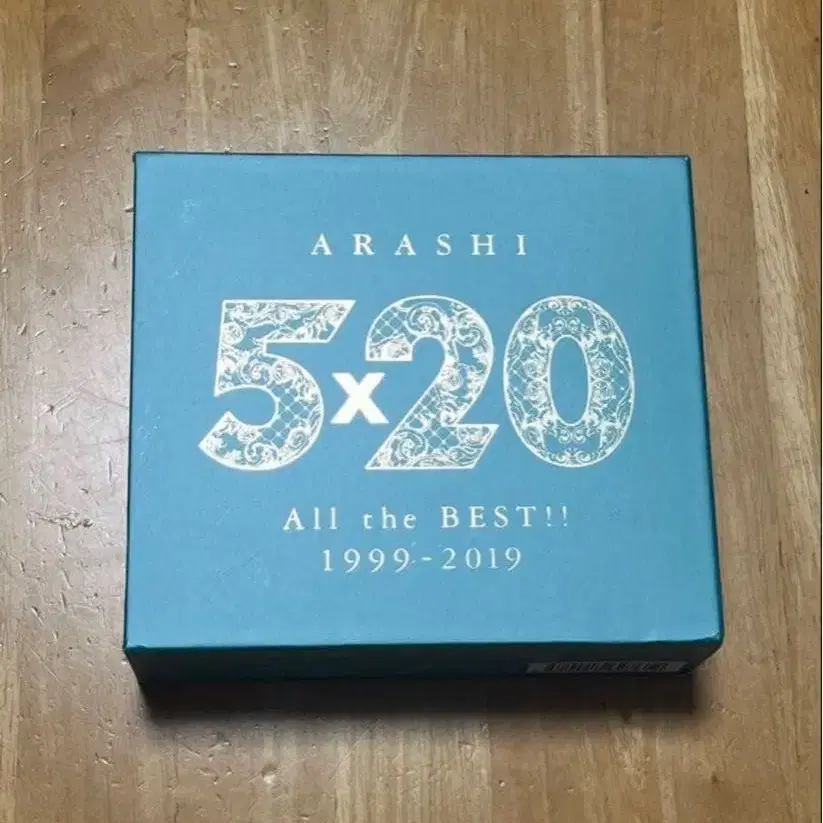 ARASHI
5x20
All the BEST!!
1999-2019